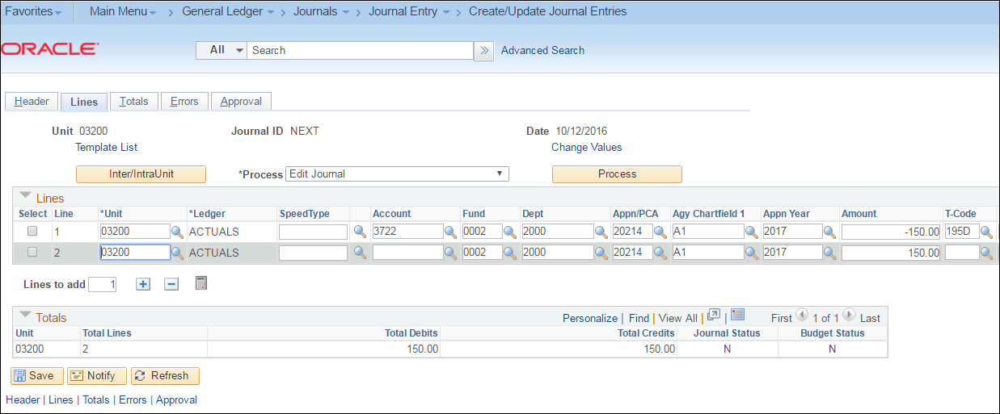 Favorites Main Menu > General Ledger > Journals > Journal Entry > Create/Update Journal Entries
ORACLE
All Search Advanced Search
Header Lines Totals Errors Approval
Unit 03200 Journal ID NEXT Date 10/12/2016
Template List Change Values
Inter/IntraUnit *Process Edit Journal Process
Lines
Select Line *Unit *Ledger SpeedType Account Fund Dept Appn/PCA Agy Chartfield 1 Appn Year Amount T-Code
1 03200 ACTUALS 3722 0002 2000 20214 A1 2017 -150.00 195D
2 03200 ACTUALS 0002 2000 20214 A1 2017 150.00
Lines to add 1
Totals Personalize | Find | View All | | First 1 of 1 Last
Unit Total Lines Total Debits Total Credits Journal Status Budget Status
03200 2 150.00 150.00 N N
Save Notify Refresh
Header | Lines | Totals | Errors | Approval